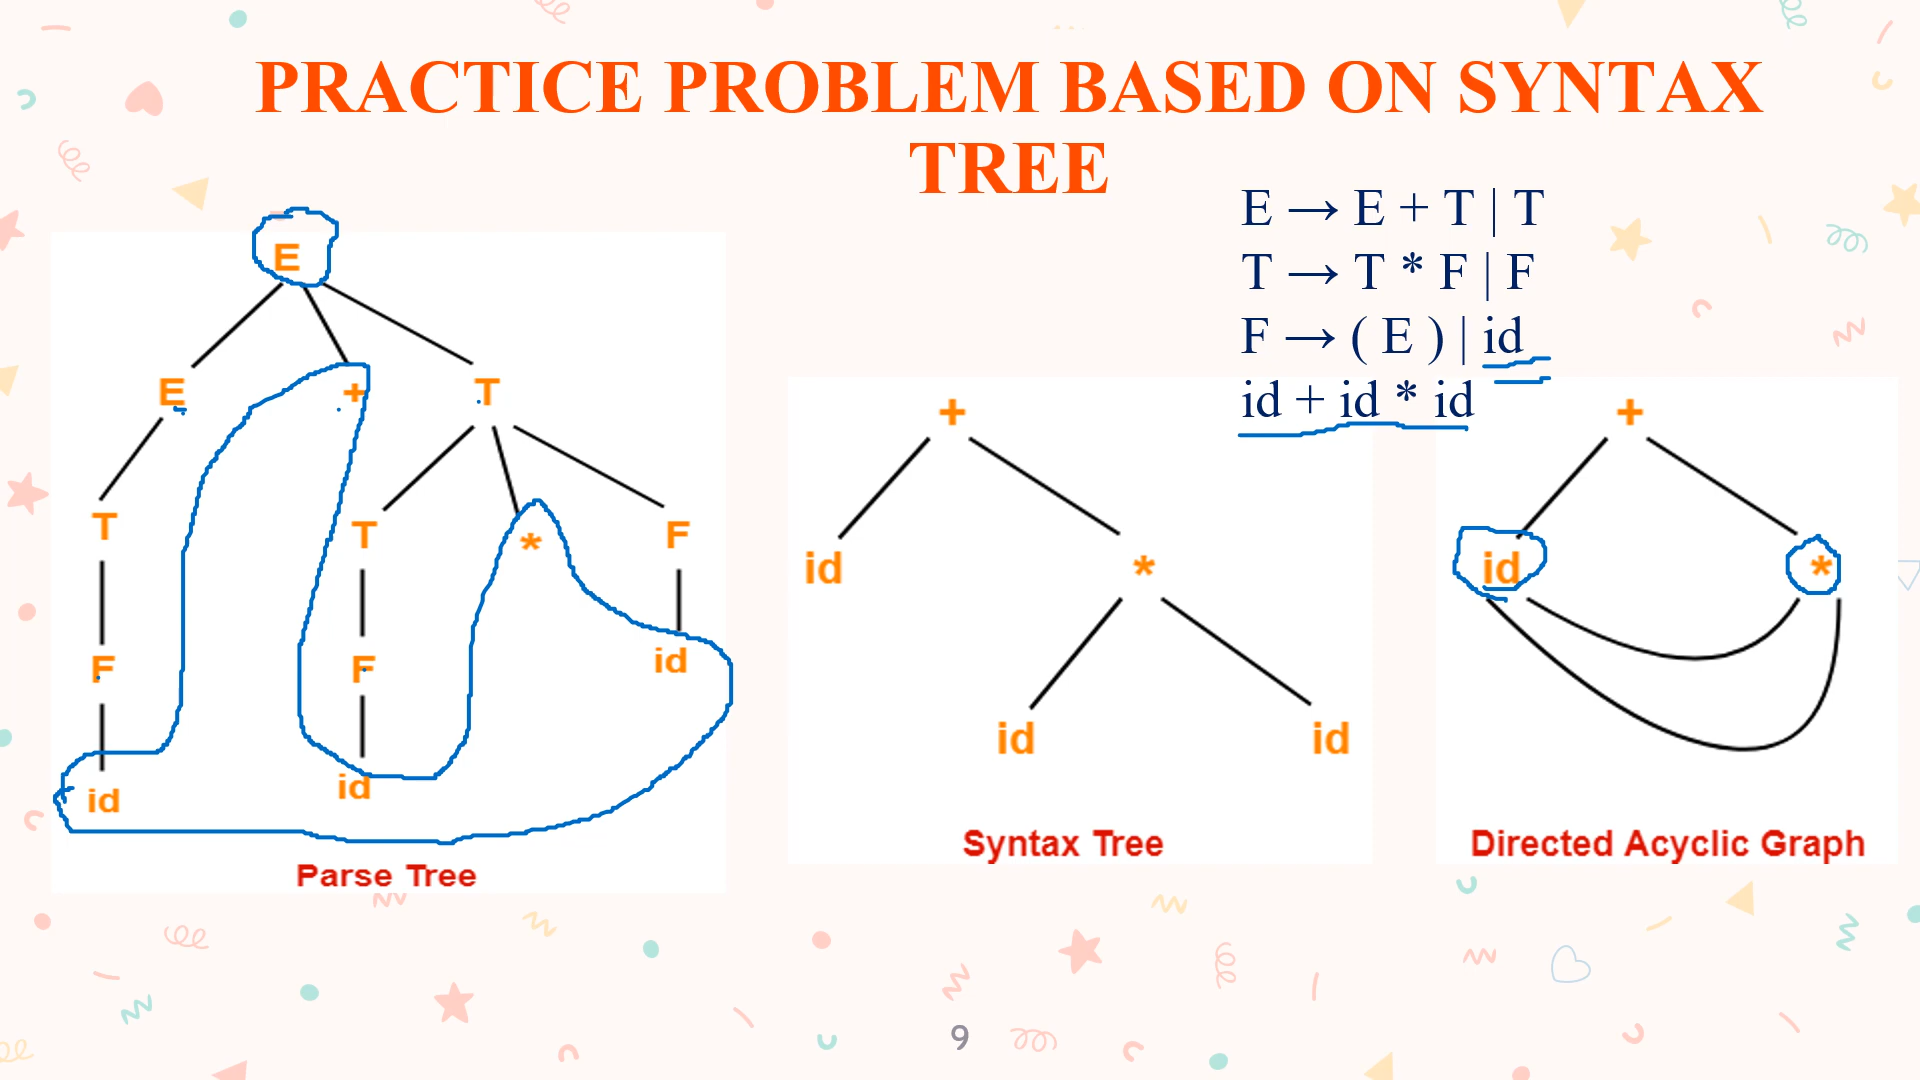 PRACTICE PROBLEM BASED ON SYNTAX
TREE
E → E + T | T
T → T * F | F
F → ( E ) | id
id + id * id
E
E + T
T T * F
F F id
id id
Parse Tree
+
id *
id id
Syntax Tree
+
id *
Directed Acyclic Graph
9